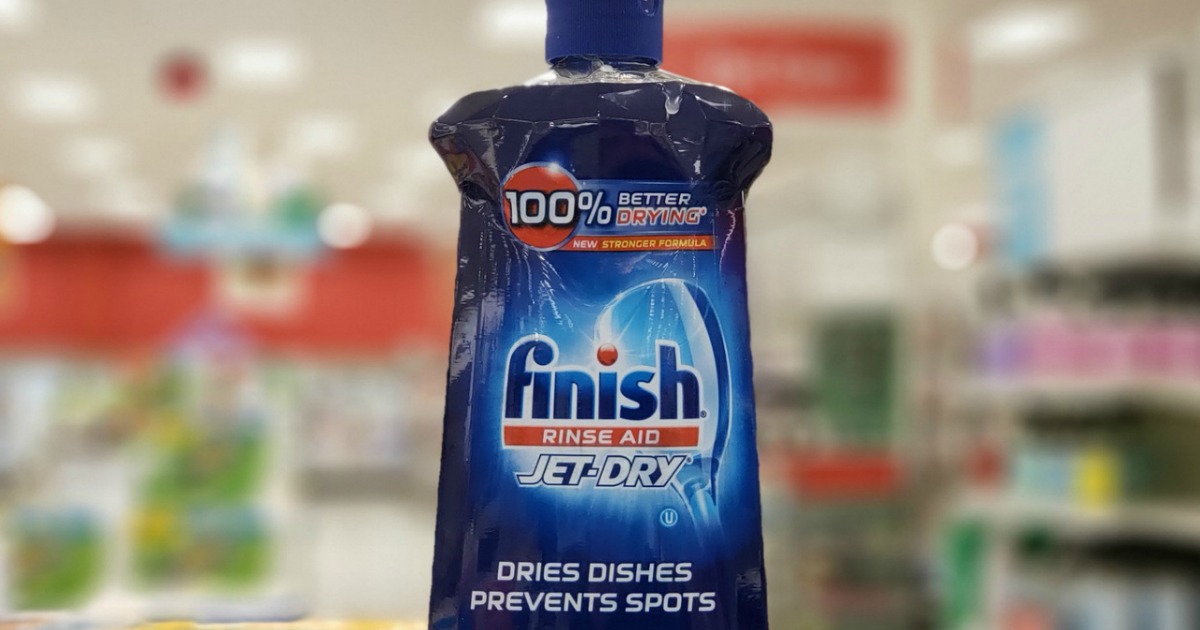 100% BETTER
DRYING*
NEW STRONGER FORMULA
finish®
RINSE AID
JET-DRY®
U
DRIES DISHES
PREVENTS SPOTS